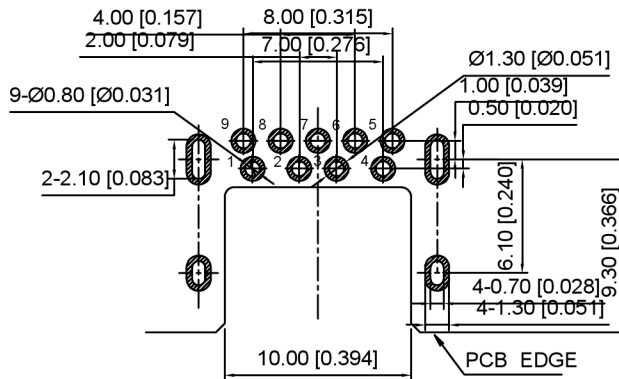 4.00 [0.157]
8.00 [0.315]
2.00 [0.079]
7.00 [0.276]
Ø1.30 [Ø0.051]
9-Ø0.80 [Ø0.031]
1.00 [0.039]
0.50 [0.020]
9 8 7 6 5
1 2 3 4
2-2.10 [0.083]
6.10 [0.240]
9.30 [0.366]
4-0.70 [0.028]
4-1.30 [0.051]
10.00 [0.394]
PCB EDGE